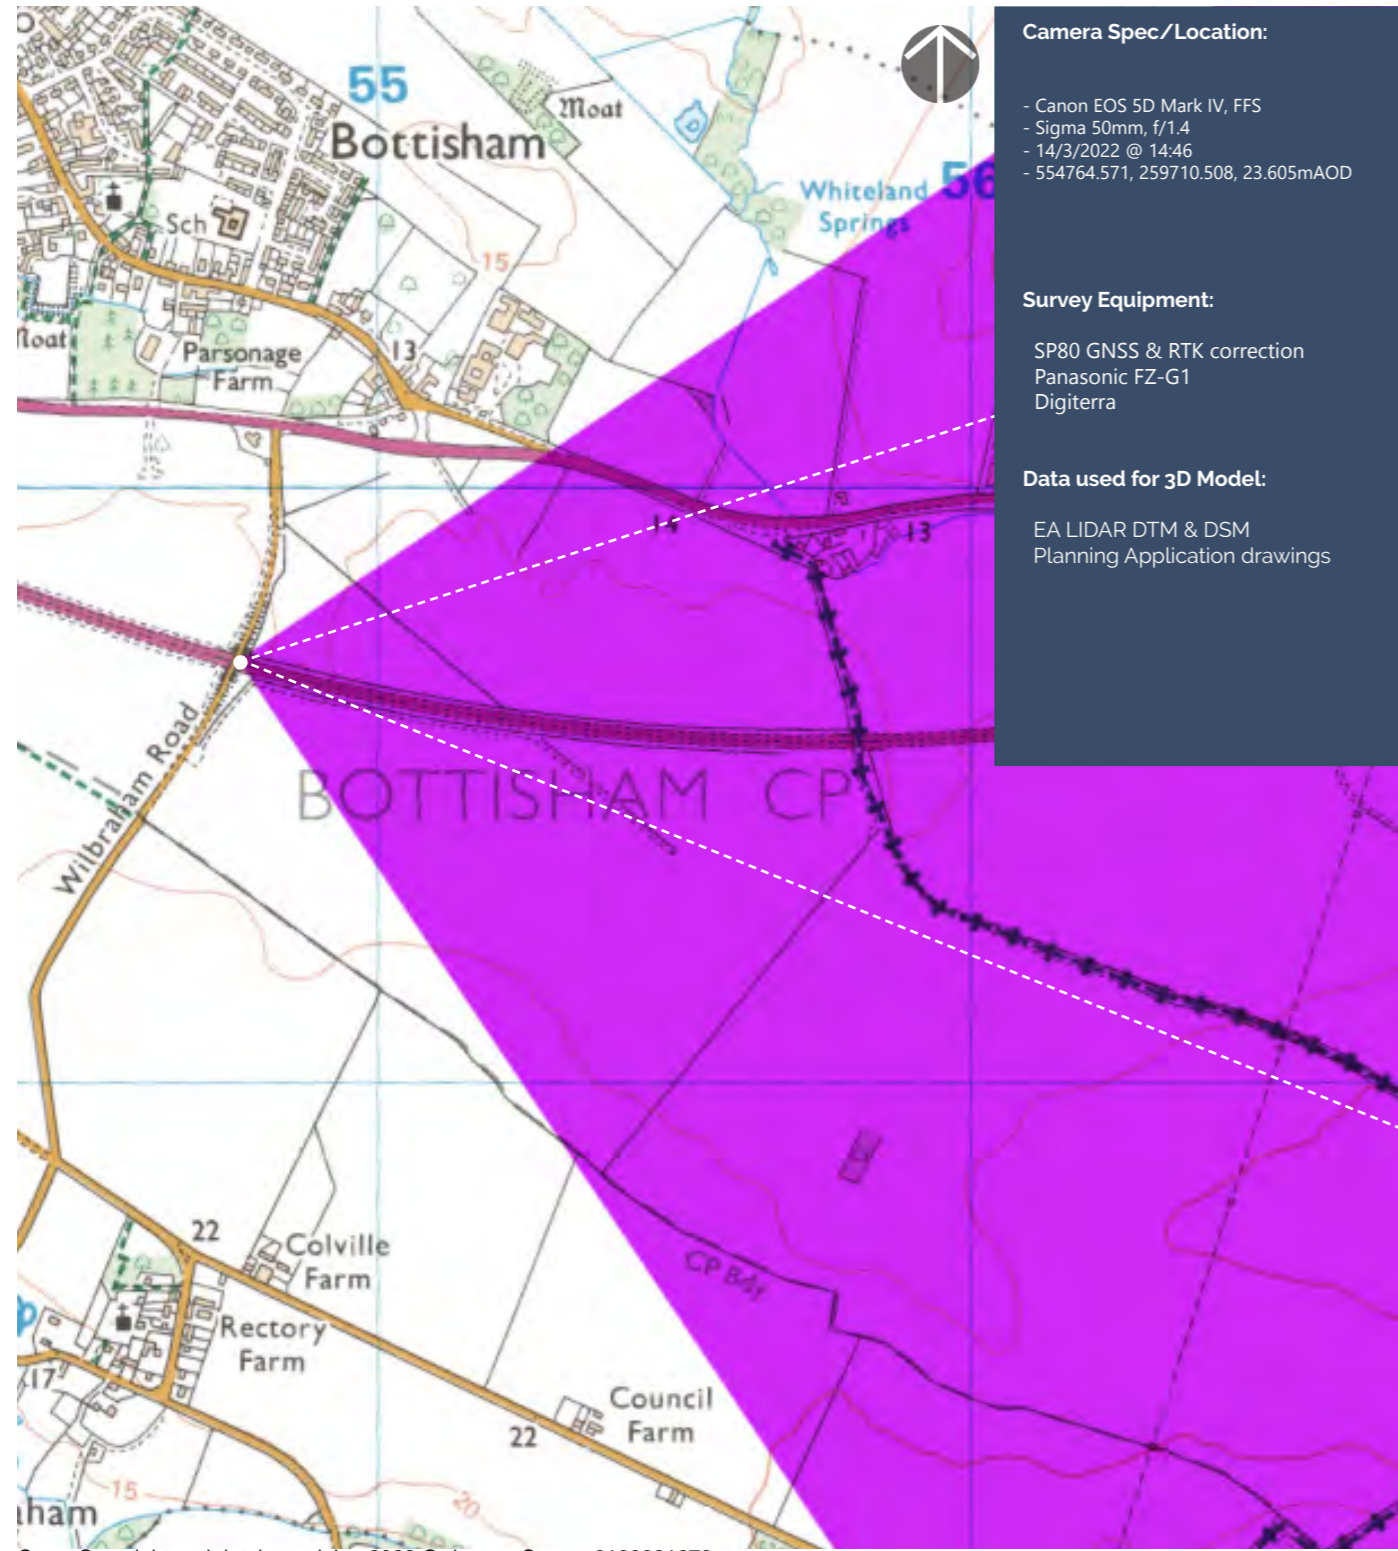 55
Bottisham
Moat
Sch
15
Whiteland
Springs
56
Moat
Parsonage
Farm
13
14
13
Wilbraham Road
BOTTISHAM CP
CP Bdy
22
Colville
Farm
Rectory
Farm
17
Council
Farm
22
15
20
ham
Camera Spec/Location:
- Canon EOS 5D Mark IV, FFS
- Sigma 50mm, f/1.4
- 14/3/2022 @ 14:46
- 554764.571, 259710.508, 23.605mAOD
Survey Equipment:
SP80 GNSS & RTK correction
Panasonic FZ-G1
Digiterra
Data used for 3D Model:
EA LIDAR DTM & DSM
Planning Application drawings